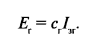 Eг = cгIзг.